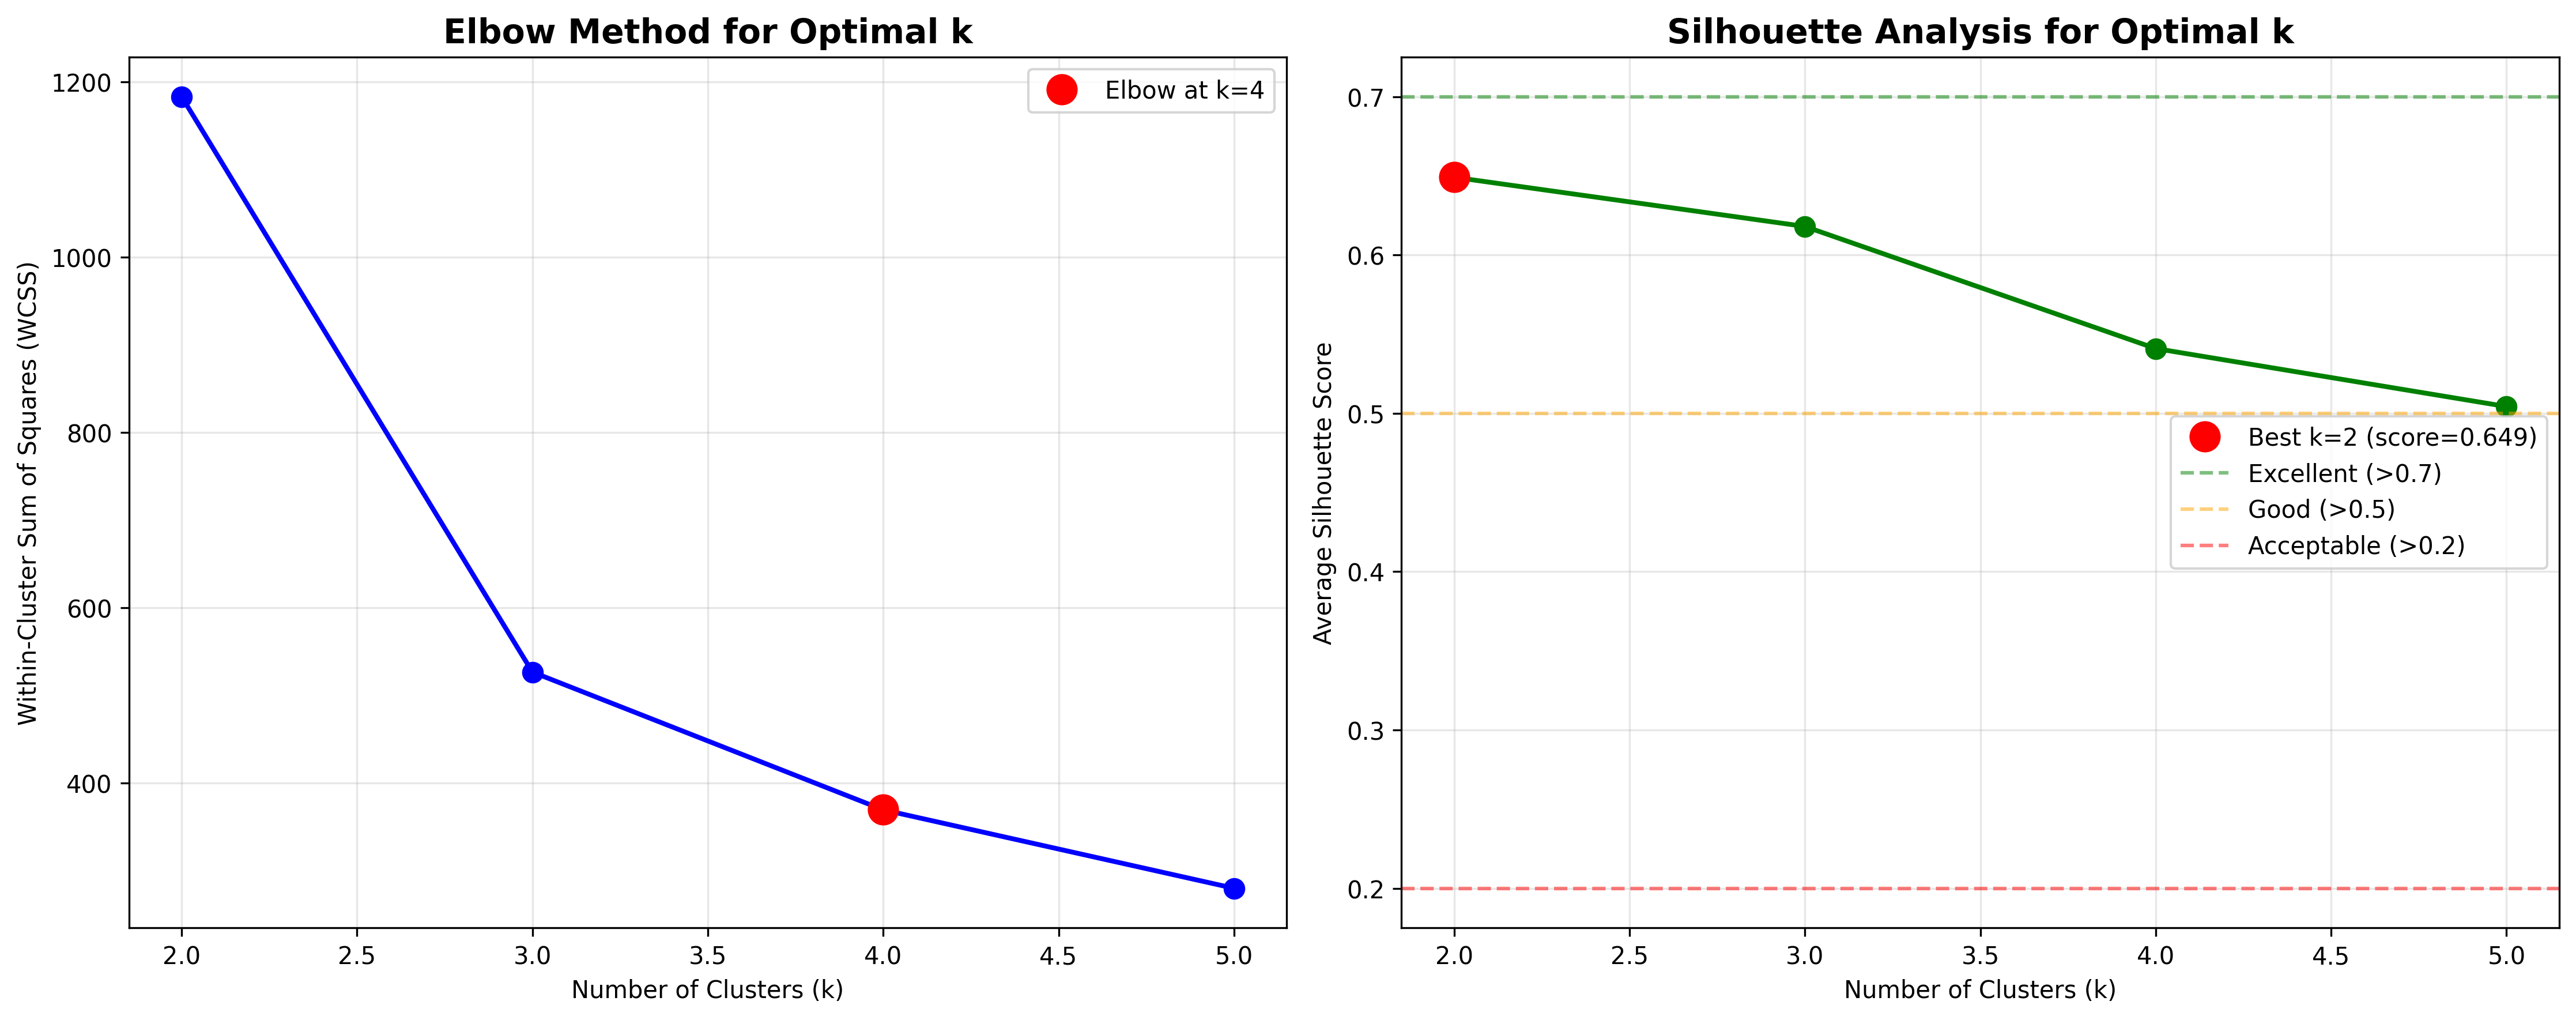 Elbow Method for Optimal k
Within-Cluster Sum of Squares (WCSS)
1200
1000
800
600
400
Elbow at k=4
2.0 2.5 3.0 3.5 4.0 4.5 5.0
Number of Clusters (k)
Silhouette Analysis for Optimal k
Average Silhouette Score
0.7
0.6
0.5
0.4
0.3
0.2
Best k=2 (score=0.649)
Excellent (>0.7)
Good (>0.5)
Acceptable (>0.2)
2.0 2.5 3.0 3.5 4.0 4.5 5.0
Number of Clusters (k)